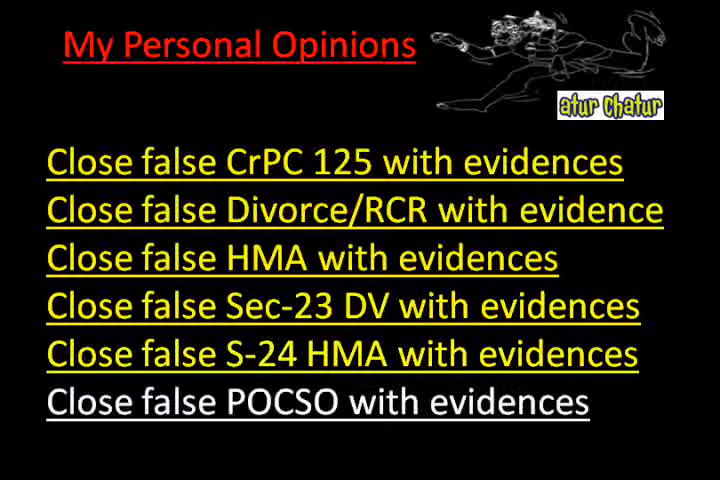 My Personal Opinions
atur Chatur
Close false CrPC 125 with evidences
Close false Divorce/RCR with evidence
Close false HMA with evidences
Close false Sec-23 DV with evidences
Close false S-24 HMA with evidences
Close false POCSO with evidences